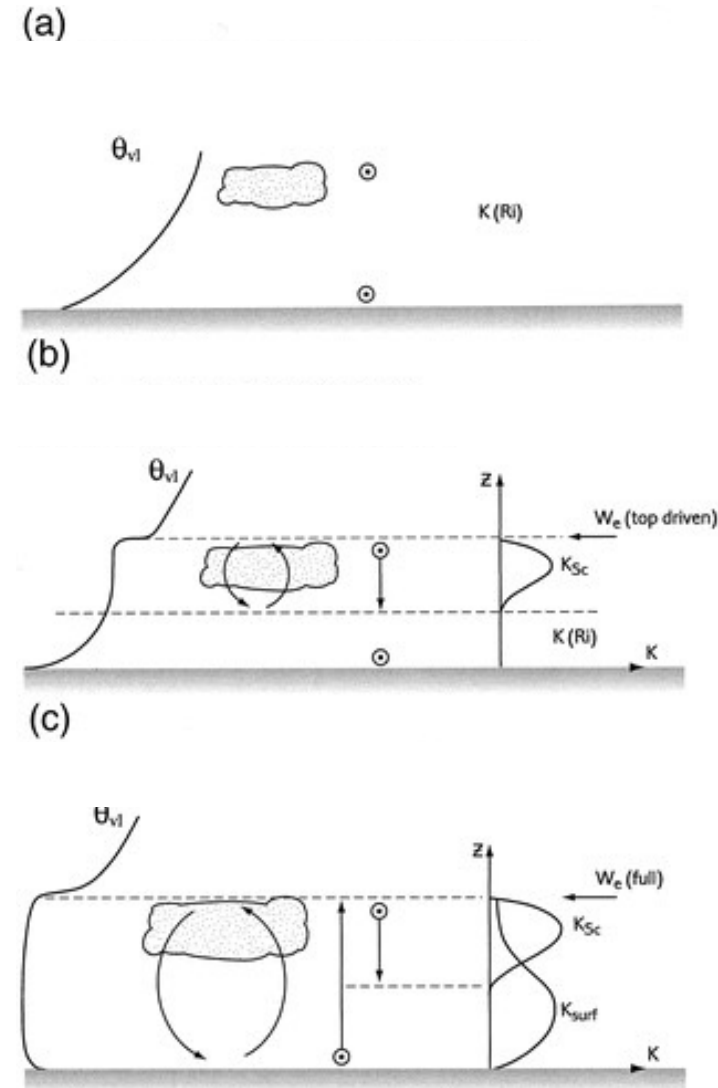 (a)
θvl
K (Ri)
(b)
θvl
z
We (top driven)
KSc
K (Ri)
K
(c)
θvl
z
We (full)
KSc
Ksurf
K